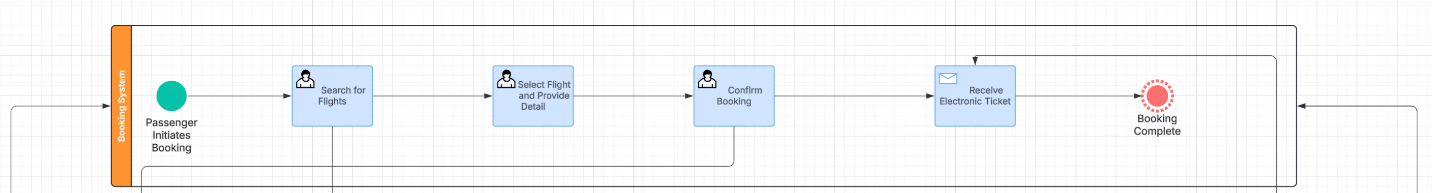 Booking System
Passenger
Initiates
Booking
Search for
Flights
Select Flight
and Provide
Detail
Confirm
Booking
Receive
Electronic Ticket
Booking
Complete